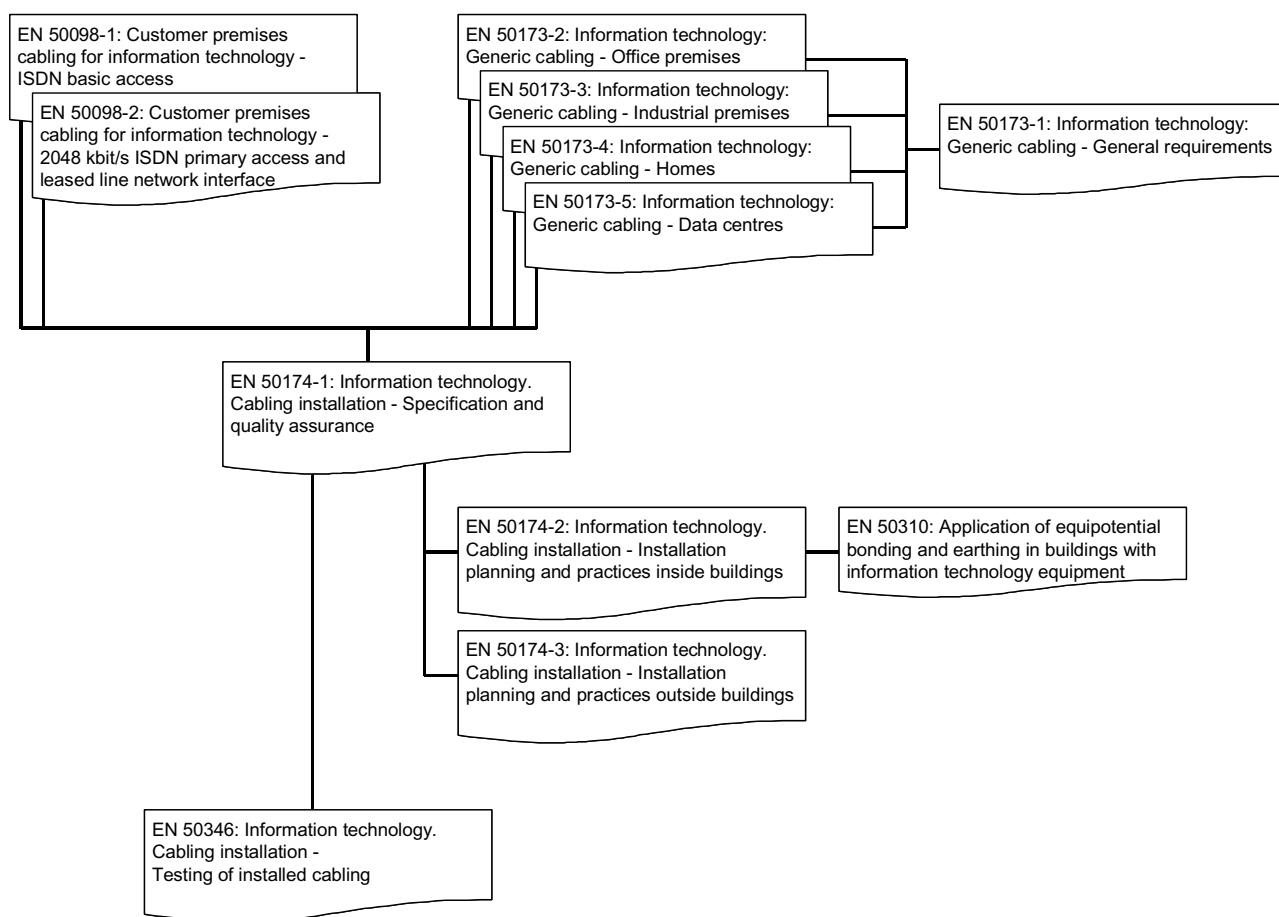 EN 50098-1: Customer premises
cabling for information technology -
ISDN basic access
EN 50098-2: Customer premises
cabling for information technology -
2048 kbit/s ISDN primary access and
leased line network interface
EN 50173-2: Information technology:
Generic cabling - Office premises
EN 50173-3: Information technology:
Generic cabling - Industrial premises
EN 50173-4: Information technology:
Generic cabling - Homes
EN 50173-5: Information technology:
Generic cabling - Data centres
EN 50173-1: Information technology:
Generic cabling - General requirements
EN 50174-1: Information technology.
Cabling installation - Specification and
quality assurance
EN 50174-2: Information technology.
Cabling installation - Installation
planning and practices inside buildings
EN 50310: Application of equipotential
bonding and earthing in buildings with
information technology equipment
EN 50174-3: Information technology.
Cabling installation - Installation
planning and practices outside buildings
EN 50346: Information technology.
Cabling installation -
Testing of installed cabling